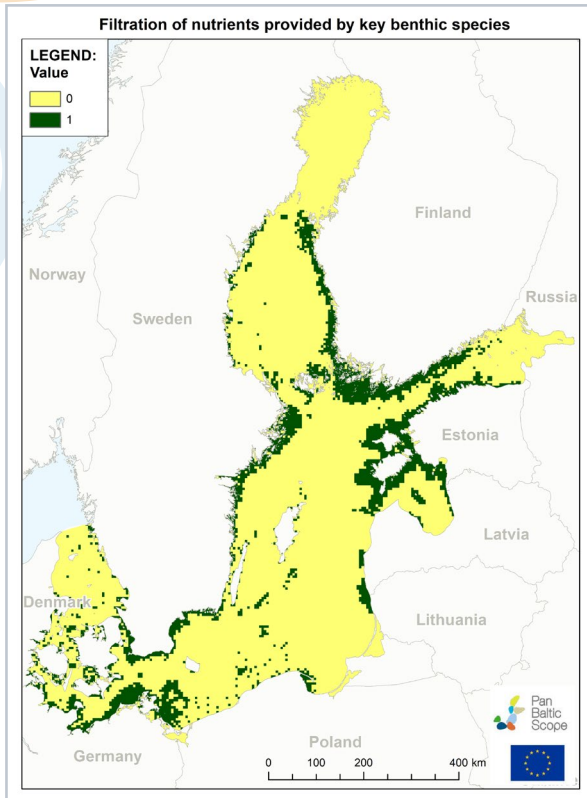 Filtration of nutrients provided by key benthic species
LEGEND:
Value
0
1
Finland
Norway
Russia
Sweden
Estonia
Latvia
Denmark
Lithuania
Pan
Baltic
Scope
Poland
Germany
0 100 200 400 km